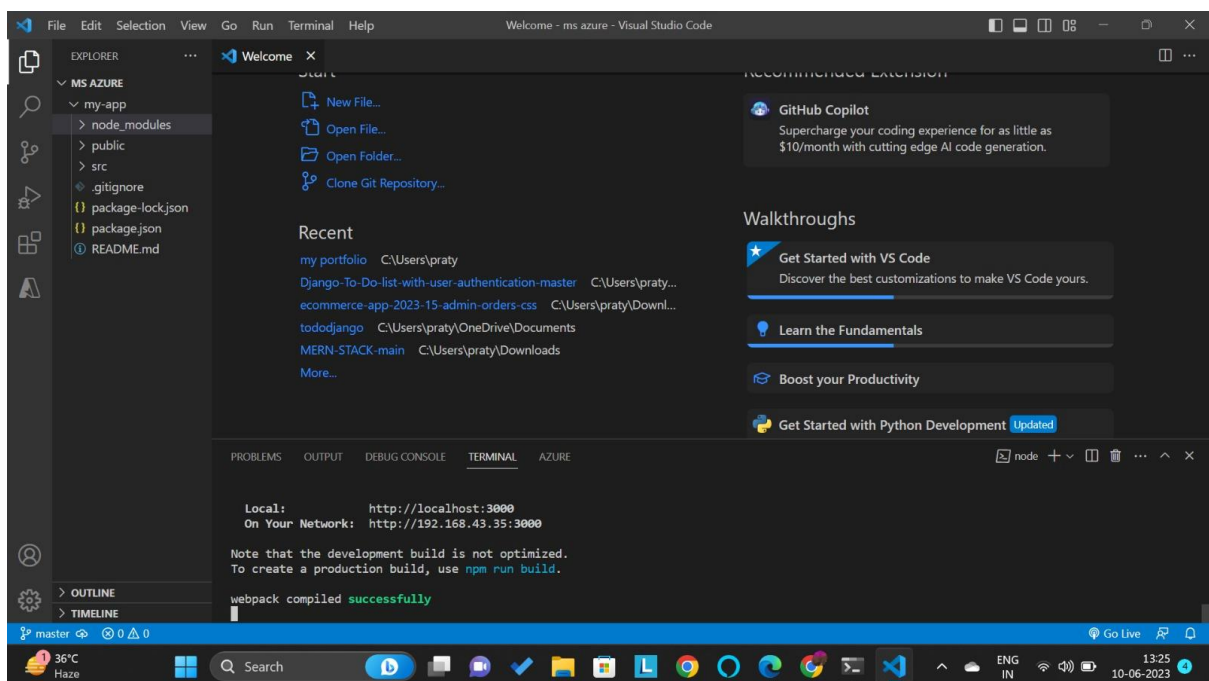 File Edit Selection View Go Run Terminal Help
Welcome - ms azure - Visual Studio Code
EXPLORER
MS AZURE
my-app
node_modules
public
src
.gitignore
package-lock.json
package.json
README.md
OUTLINE
TIMELINE
Welcome
Start
New File...
Open File...
Open Folder...
Clone Git Repository...
Recent
my portfolio C:\Users\praty
Django-To-Do-list-with-user-authentication-master C:\Users\praty...
ecommerce-app-2023-15-admin-orders-css C:\Users\praty\Downl...
tododjango C:\Users\praty\OneDrive\Documents
MERN-STACK-main C:\Users\praty\Downloads
More...
Recommended Extension
GitHub Copilot
Supercharge your coding experience for as little as
$10/month with cutting edge AI code generation.
Walkthroughs
Get Started with VS Code
Discover the best customizations to make VS Code yours.
Learn the Fundamentals
Boost your Productivity
Get Started with Python Development Updated
PROBLEMS OUTPUT DEBUG CONSOLE TERMINAL AZURE
node
Local: http://localhost:3000
On Your Network: http://192.168.43.35:3000
Note that the development build is not optimized.
To create a production build, use npm run build.
webpack compiled successfully
master 0 0
Go Live
1
36°C
Haze
Search
L
ENG
IN
13:25
10-06-2023
4